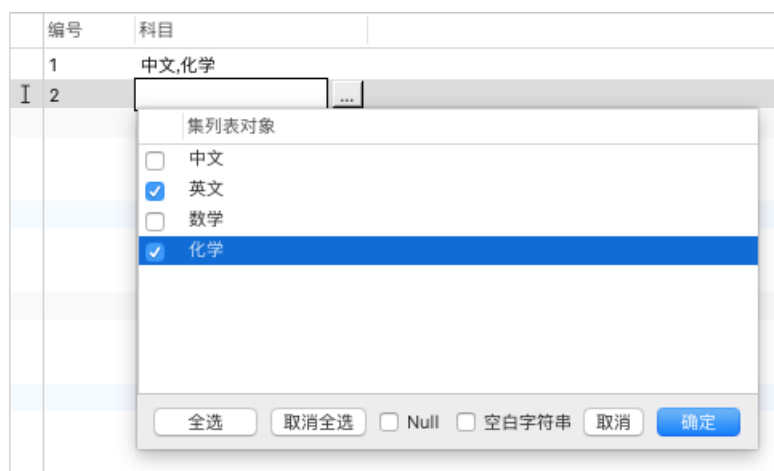 编号 科目
1 中文,化学
2 ...
集列表对象
中文
英文
数学
化学
全选 取消全选 Null 空白字符串 取消 确定